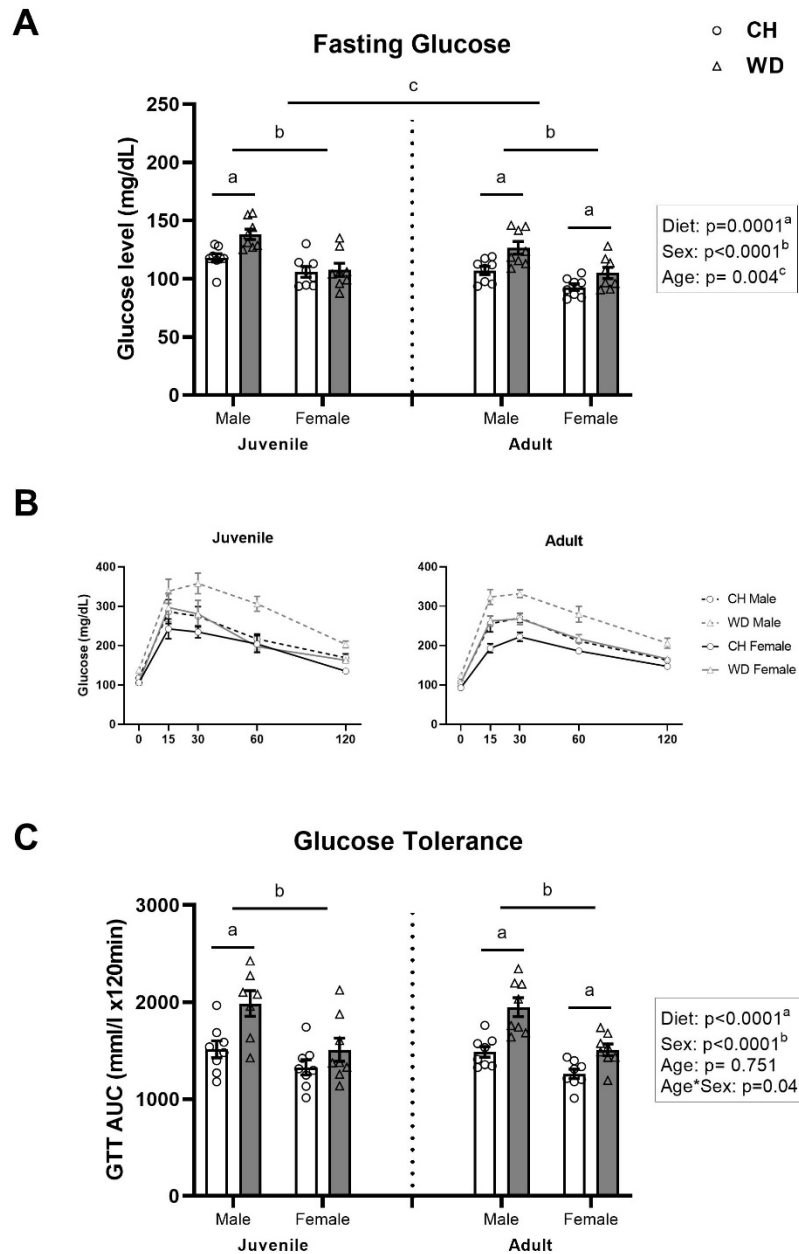 A
Fasting Glucose
CH
WD
Glucose level (mg/dL)
250
200
150
100
50
0
c
b
b
a
a
a
Diet: p=0.0001a
Sex: p<0.0001b
Age: p= 0.004c
Male
Female
Male
Female
Juvenile
Adult
B
Juvenile
Adult
Glucose (mg/dL)
400
300
200
100
0
0
15
30
60
120
400
300
200
100
0
0
15
30
60
120
CH Male
WD Male
CH Female
WD Female
C
Glucose Tolerance
GTT AUC (mml/l x120min)
3000
2000
1000
0
b
b
a
a
a
Diet: p<0.0001a
Sex: p<0.0001b
Age: p= 0.751
Age*Sex: p=0.04
Male
Female
Male
Female
Juvenile
Adult